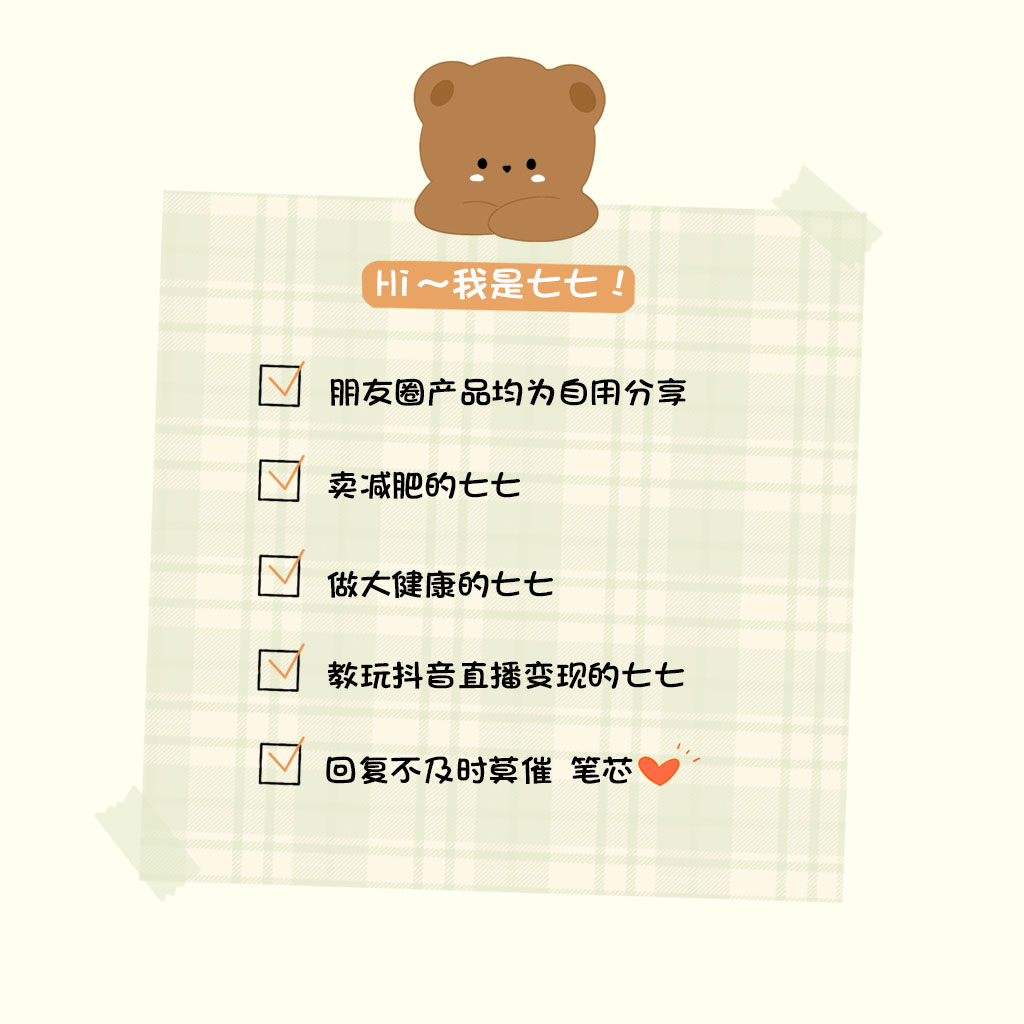 Hi～我是七七！
朋友圈产品均为自用分享
卖减肥的七七
做大健康的七七
教玩抖音直播变现的七七
回复不及时莫催 笔芯